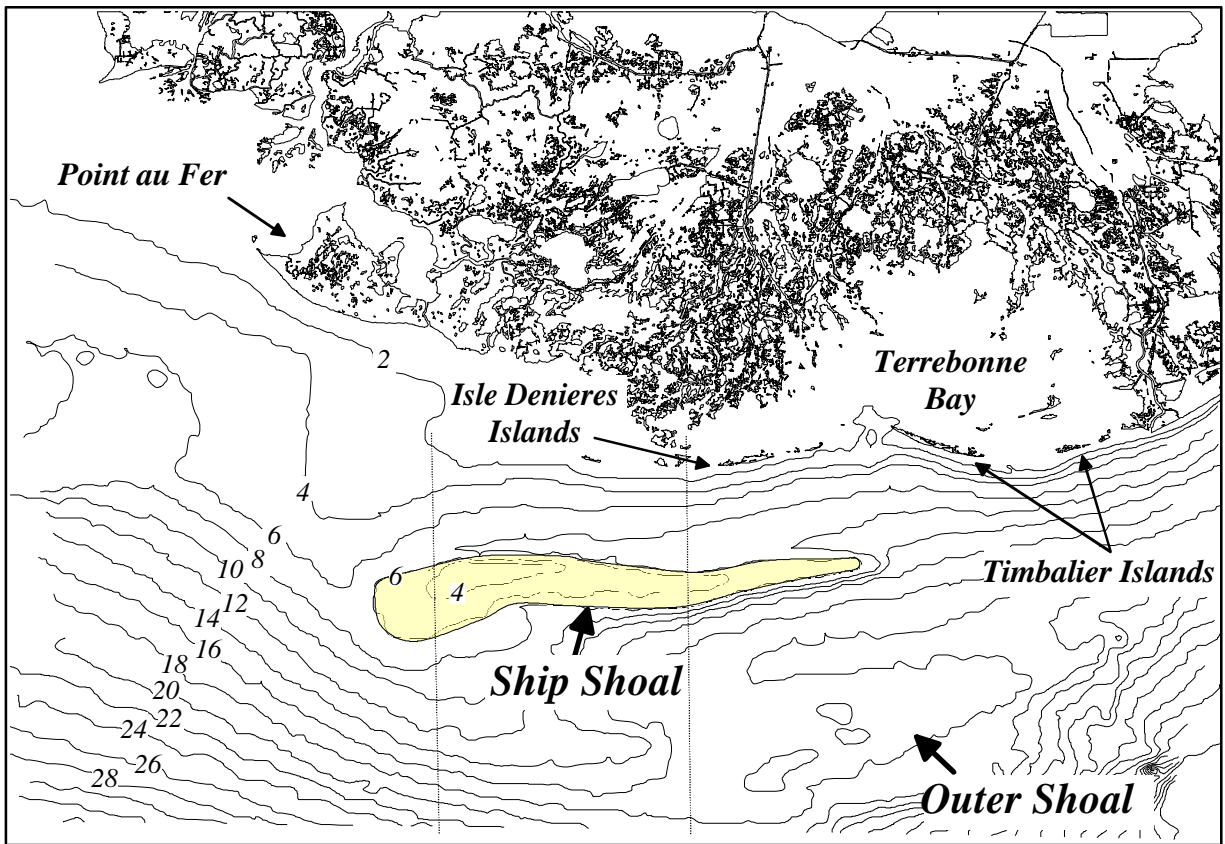 Point au Fer
2
Terrebonne
Bay
Isle Denieres
Islands
4
6
8
10
12
14
16
18
20
22
24
26
28
6
4
Timbalier Islands
Ship Shoal
Outer Shoal